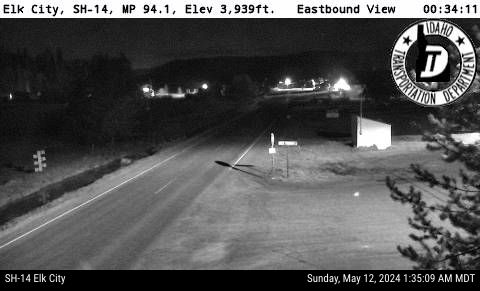 Elk City, SH-14, MP 94.1, Elev 3,939ft. Eastbound View 00:34:11
IDAHO
TRANSPORTATION DEPARTMENT
SH-14 Elk City Sunday, May 12, 2024 1:35:09 AM MDT